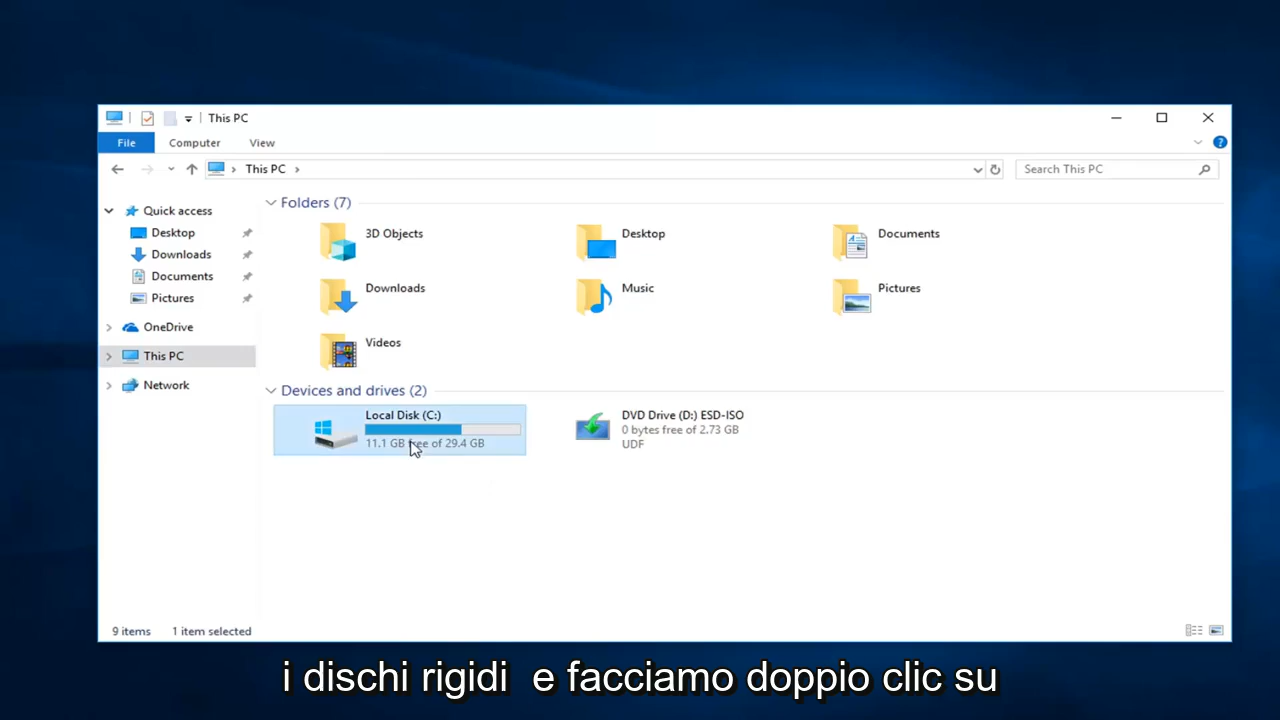 This PC
File Computer View
This PC
Search This PC
Quick access
Desktop
Downloads
Documents
Pictures
OneDrive
This PC
Network
Folders (7)
3D Objects
Desktop
Documents
Downloads
Music
Pictures
Videos
Devices and drives (2)
Local Disk (C:)
11.1 GB free of 29.4 GB
DVD Drive (D:) ESD-ISO
0 bytes free of 2.73 GB
UDF
9 items 1 item selected
i dischi rigidi e facciamo doppio clic su